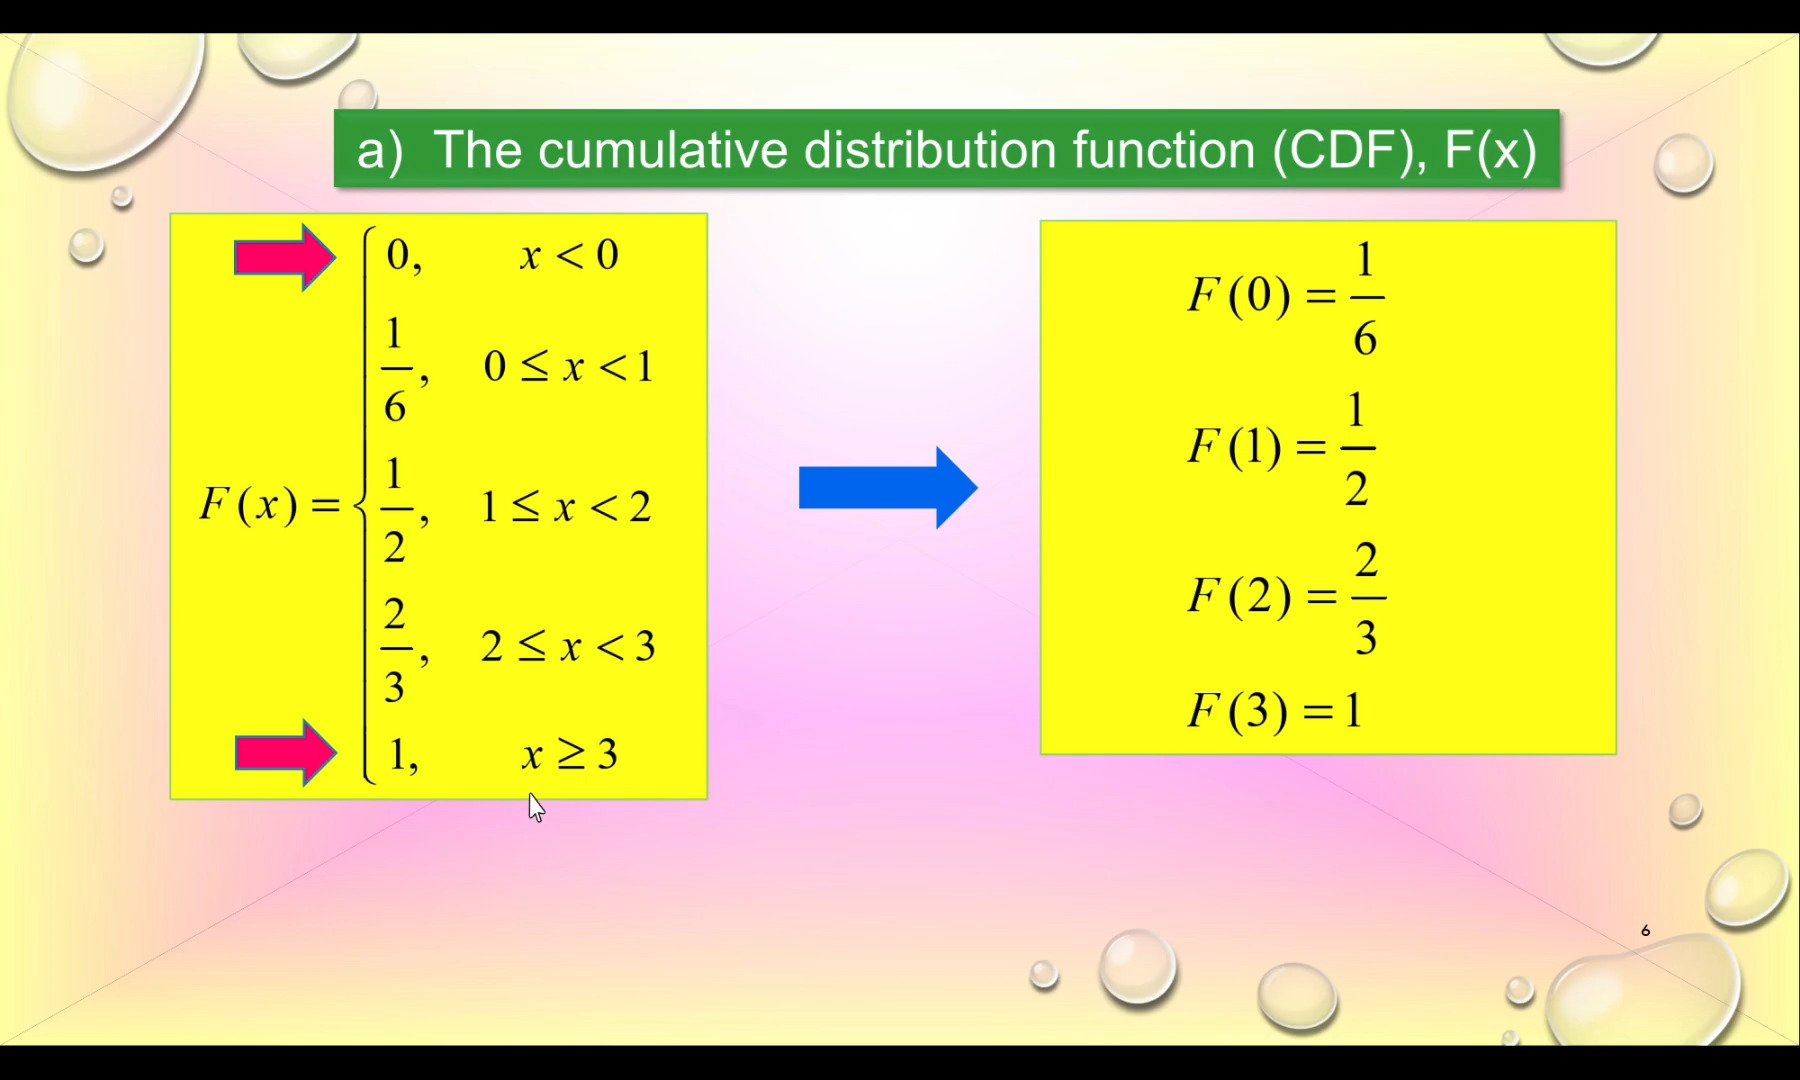 a) The cumulative distribution function (CDF), F(x)
F(x) = {
0, x < 0
1/6, 0 ≤ x < 1
1/2, 1 ≤ x < 2
2/3, 2 ≤ x < 3
1, x ≥ 3
F(0) = 1/6
F(1) = 1/2
F(2) = 2/3
F(3) = 1
6